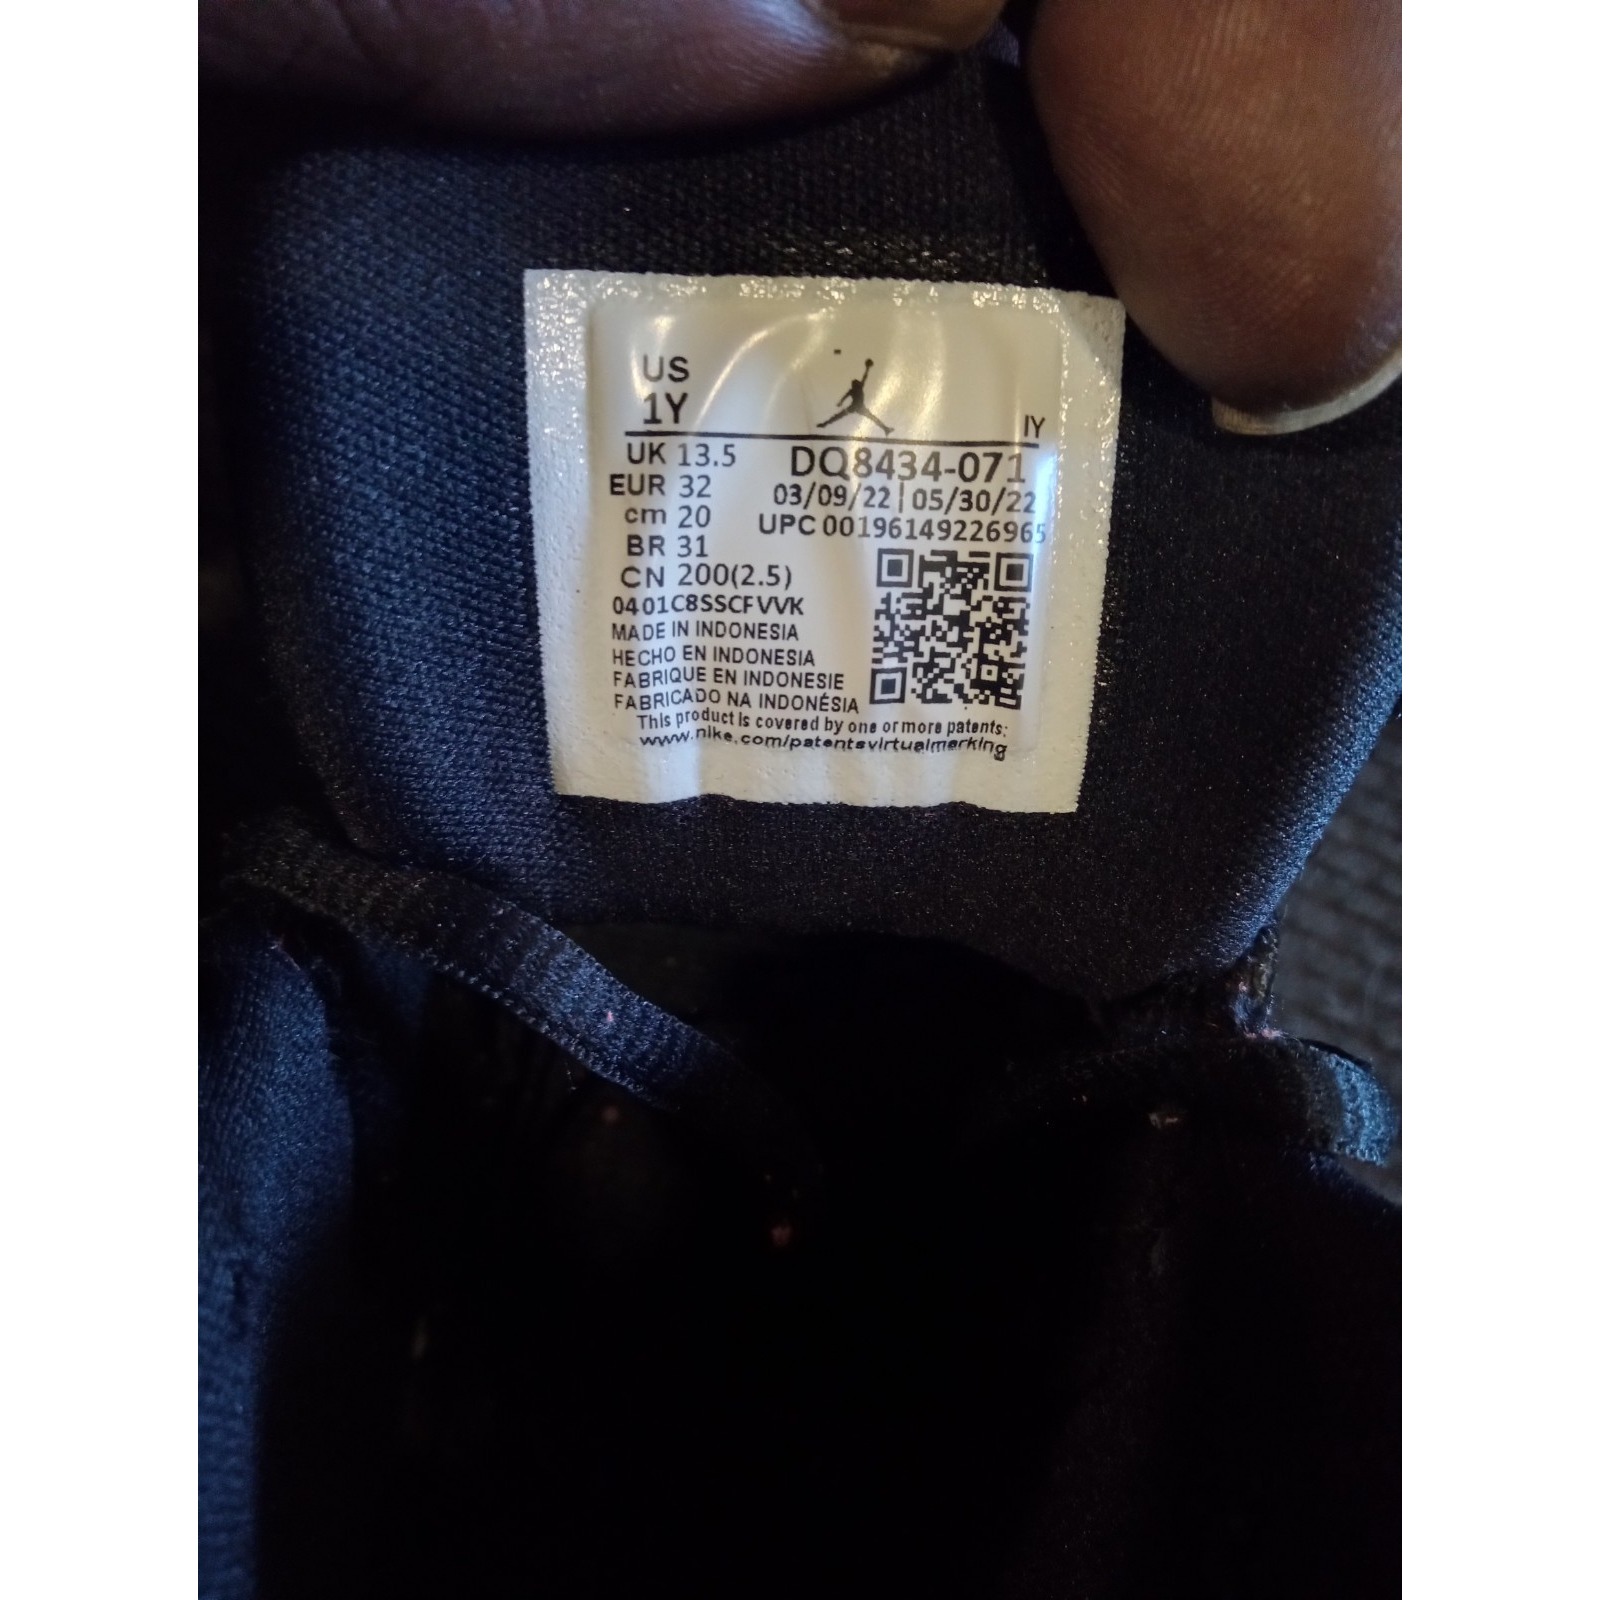 US
1Y
IY
UK 13.5
EUR 32
cm 20
BR 31
CN 200(2.5)
DQ8434-071
03/09/22 | 05/30/22
UPC 00196149226965
0401C8SSCFVVK
MADE IN INDONESIA
HECHO EN INDONESIA
FABRIQUE EN INDONESIE
FABRICADO NA INDONÉSIA
This product is covered by one or more patents:
www.nike.com/patentsvirtualmarking